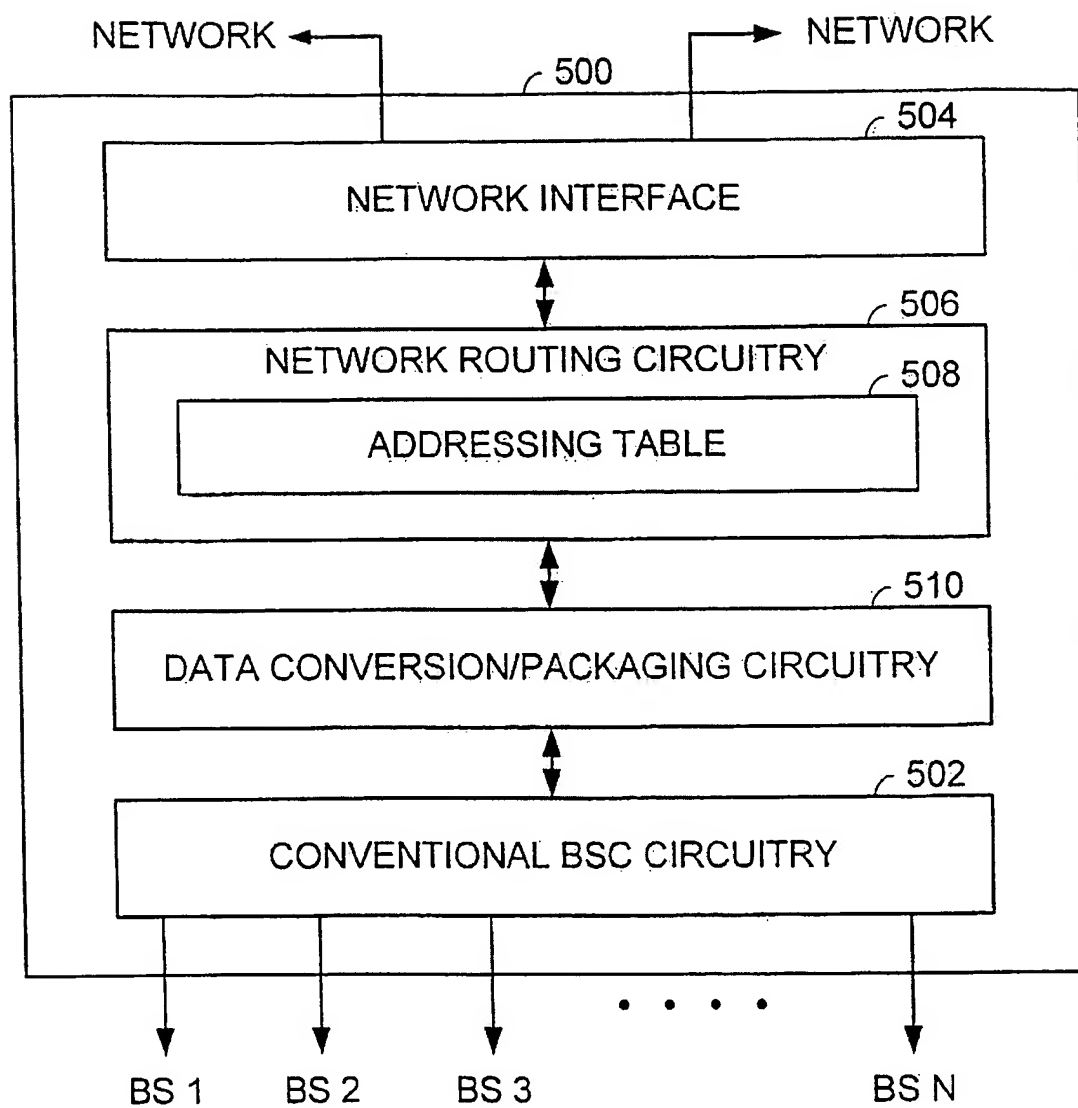 NETWORK
NETWORK
500
504
NETWORK INTERFACE
506
NETWORK ROUTING CIRCUITRY
508
ADDRESSING TABLE
510
DATA CONVERSION/PACKAGING CIRCUITRY
502
CONVENTIONAL BSC CIRCUITRY
BS 1 BS 2 BS 3 BS N